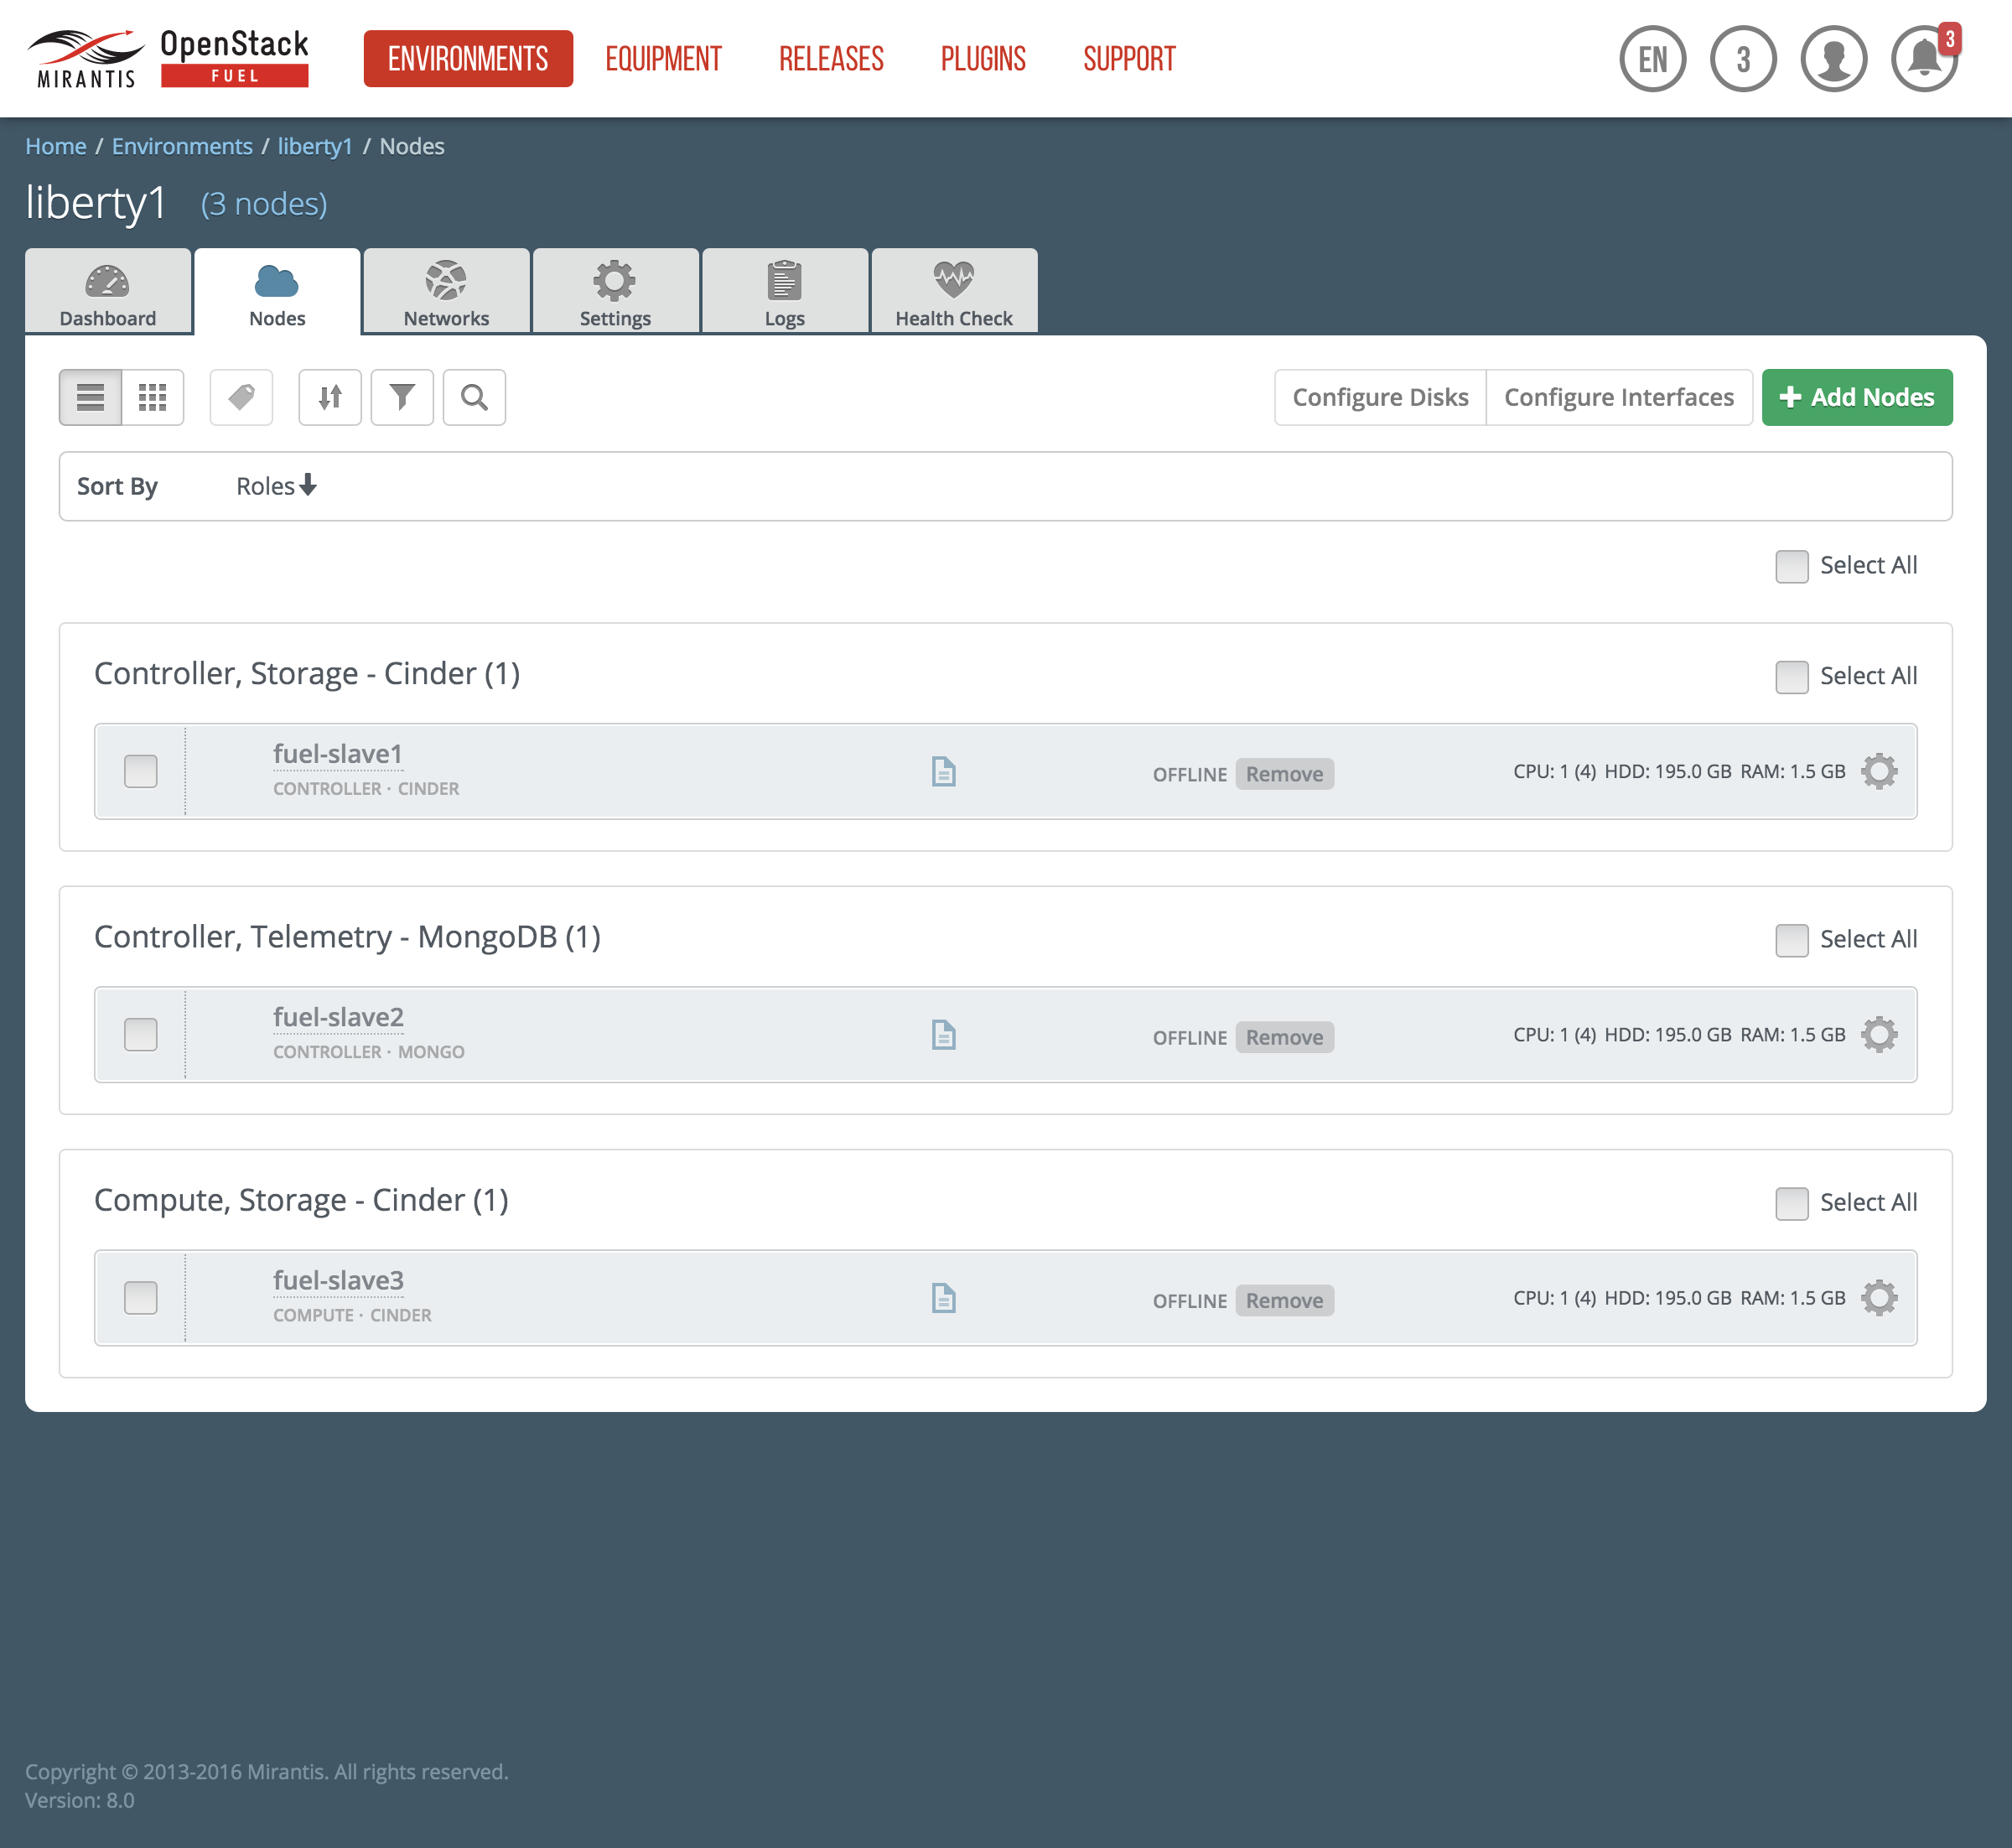 MIRANTIS OpenStack FUEL ENVIRONMENTS EQUIPMENT RELEASES PLUGINS SUPPORT EN 3 3
Home / Environments / liberty1 / Nodes
liberty1 (3 nodes)
Dashboard Nodes Networks Settings Logs Health Check
Configure Disks Configure Interfaces Add Nodes
Sort By Roles
Select All
Controller, Storage - Cinder (1) Select All
fuel-slave1
CONTROLLER · CINDER OFFLINE Remove CPU: 1 (4) HDD: 195.0 GB RAM: 1.5 GB
Controller, Telemetry - MongoDB (1) Select All
fuel-slave2
CONTROLLER · MONGO OFFLINE Remove CPU: 1 (4) HDD: 195.0 GB RAM: 1.5 GB
Compute, Storage - Cinder (1) Select All
fuel-slave3
COMPUTE · CINDER OFFLINE Remove CPU: 1 (4) HDD: 195.0 GB RAM: 1.5 GB
Copyright © 2013-2016 Mirantis. All rights reserved.
Version: 8.0